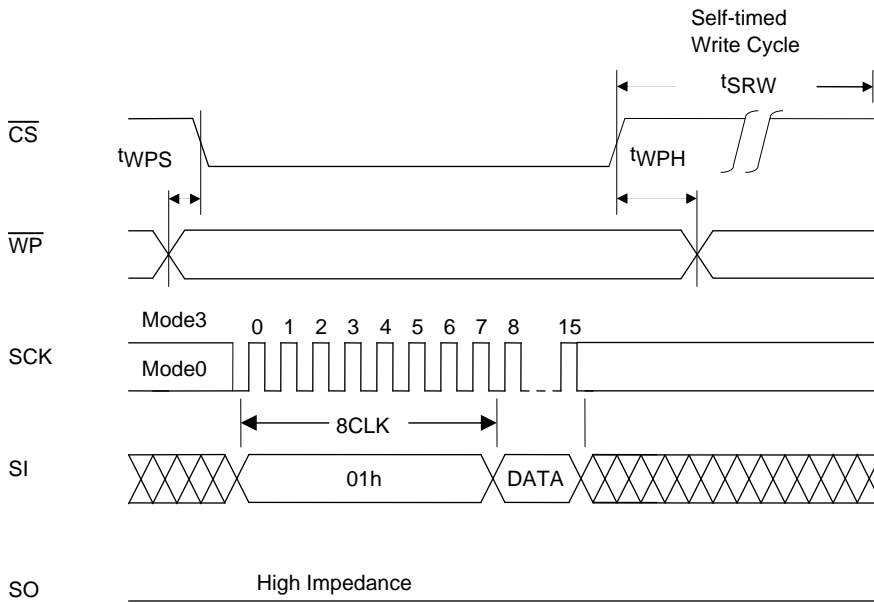 Self-timed
Write Cycle
tSRW
CS
tWPS
tWPH
WP
Mode3
0 1 2 3 4 5 6 7 8 15
SCK
Mode0
8CLK
SI
01h
DATA
High Impedance
SO